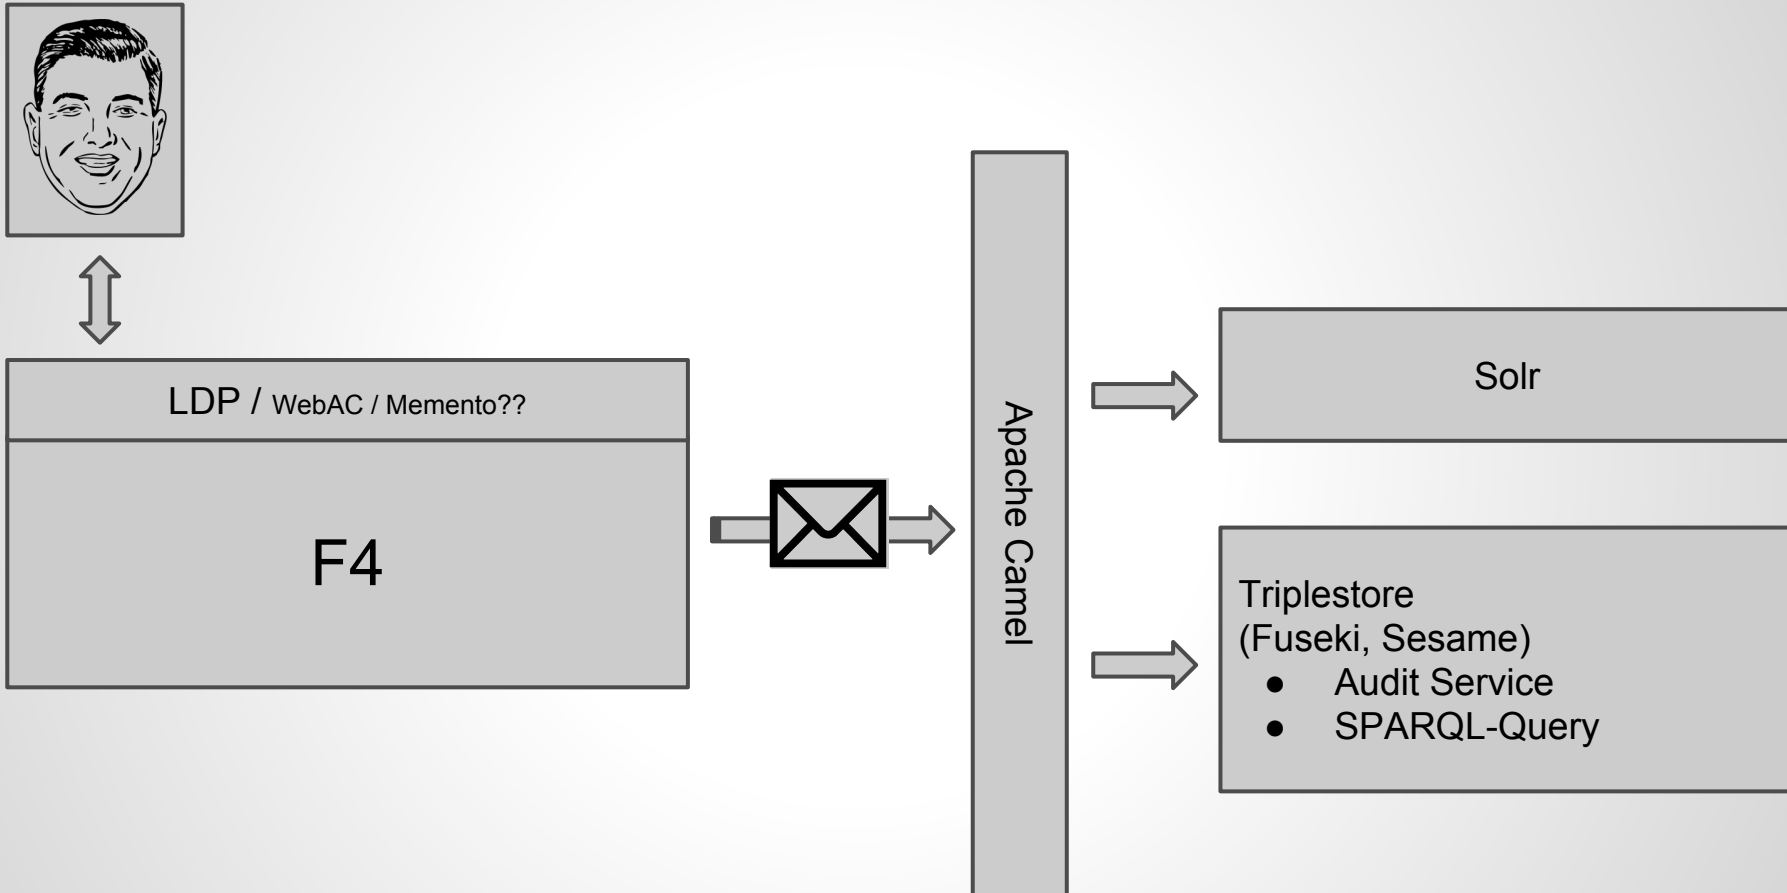 LDP / WebAC / Memento??
F4
Apache Camel
Solr
Triplestore
(Fuseki, Sesame)
● Audit Service
● SPARQL-Query